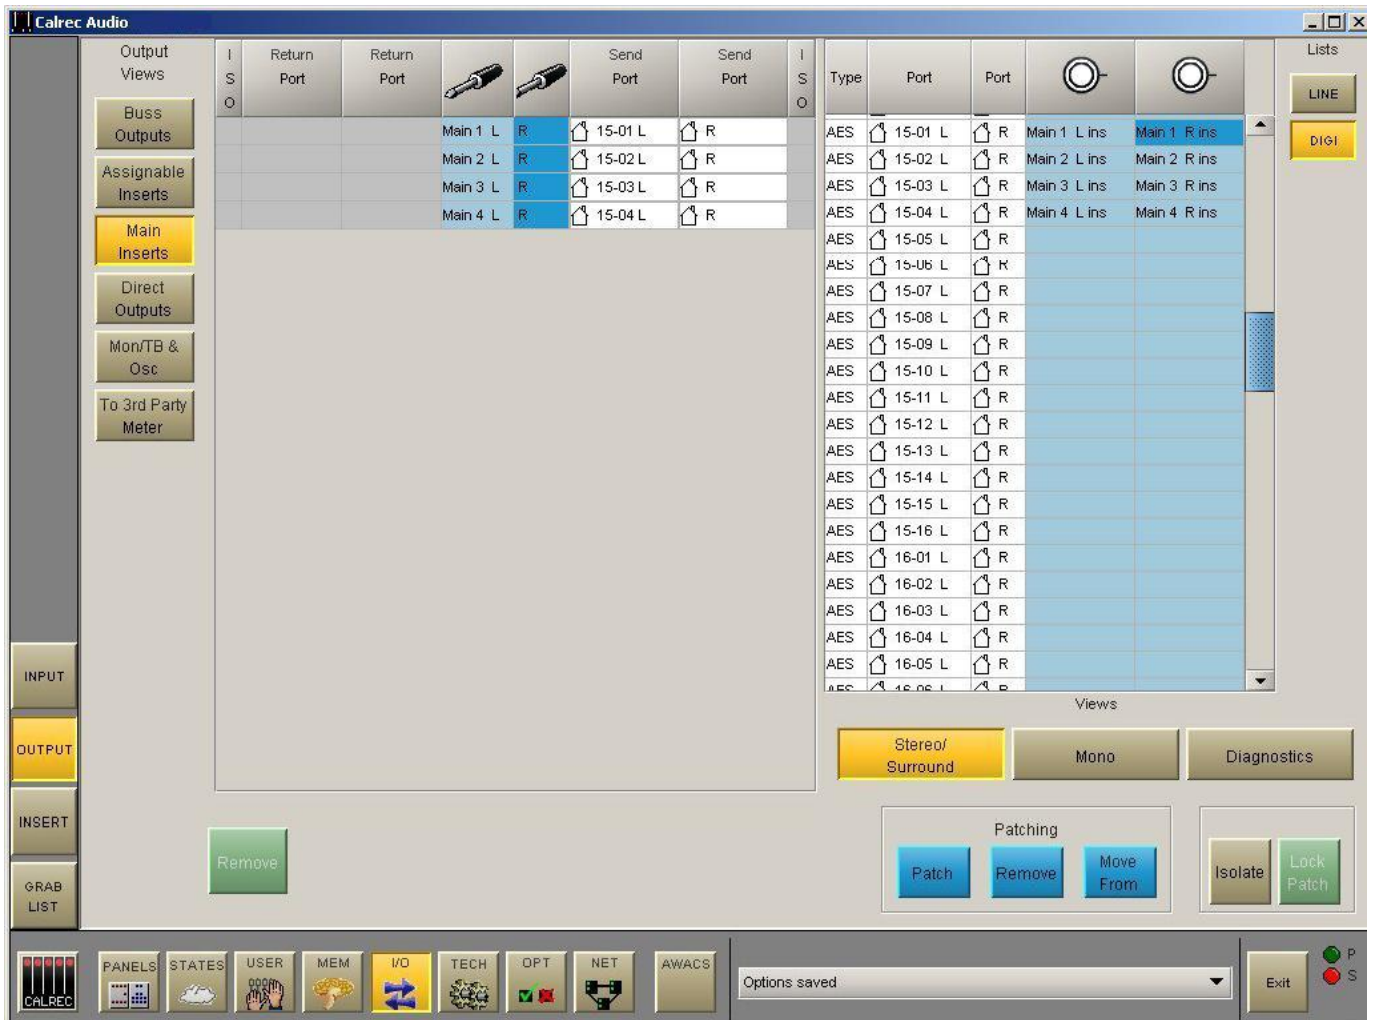 Calrec Audio
Output
Views
Buss
Outputs
Assignable
Inserts
Main
Inserts
Direct
Outputs
Mon/TB &
Osc
To 3rd Party
Meter
I S O Return Port Return Port Send Port Send Port I S O
Main 1 L R 15-01 L R
Main 2 L R 15-02 L R
Main 3 L R 15-03 L R
Main 4 L R 15-04 L R
Type Port Port
AES 15-01 L R Main 1 L ins Main 1 R ins
AES 15-02 L R Main 2 L ins Main 2 R ins
AES 15-03 L R Main 3 L ins Main 3 R ins
AES 15-04 L R Main 4 L ins Main 4 R ins
AES 15-05 L R
AES 15-06 L R
AES 15-07 L R
AES 15-08 L R
AES 15-09 L R
AES 15-10 L R
AES 15-11 L R
AES 15-12 L R
AES 15-13 L R
AES 15-14 L R
AES 15-15 L R
AES 15-16 L R
AES 16-01 L R
AES 16-02 L R
AES 16-03 L R
AES 16-04 L R
AES 16-05 L R
AES 16-06 L R
Lists
LINE
DIGI
Views
Stereo/
Surround
Mono
Diagnostics
INPUT
OUTPUT
INSERT
GRAB
LIST
Remove
Patching
Patch
Remove
Move
From
Isolate
Lock
Patch
CALREC
PANELS
STATES
USER
MEM
I/O
TECH
OPT
NET
AWACS
Options saved
Exit
P
S